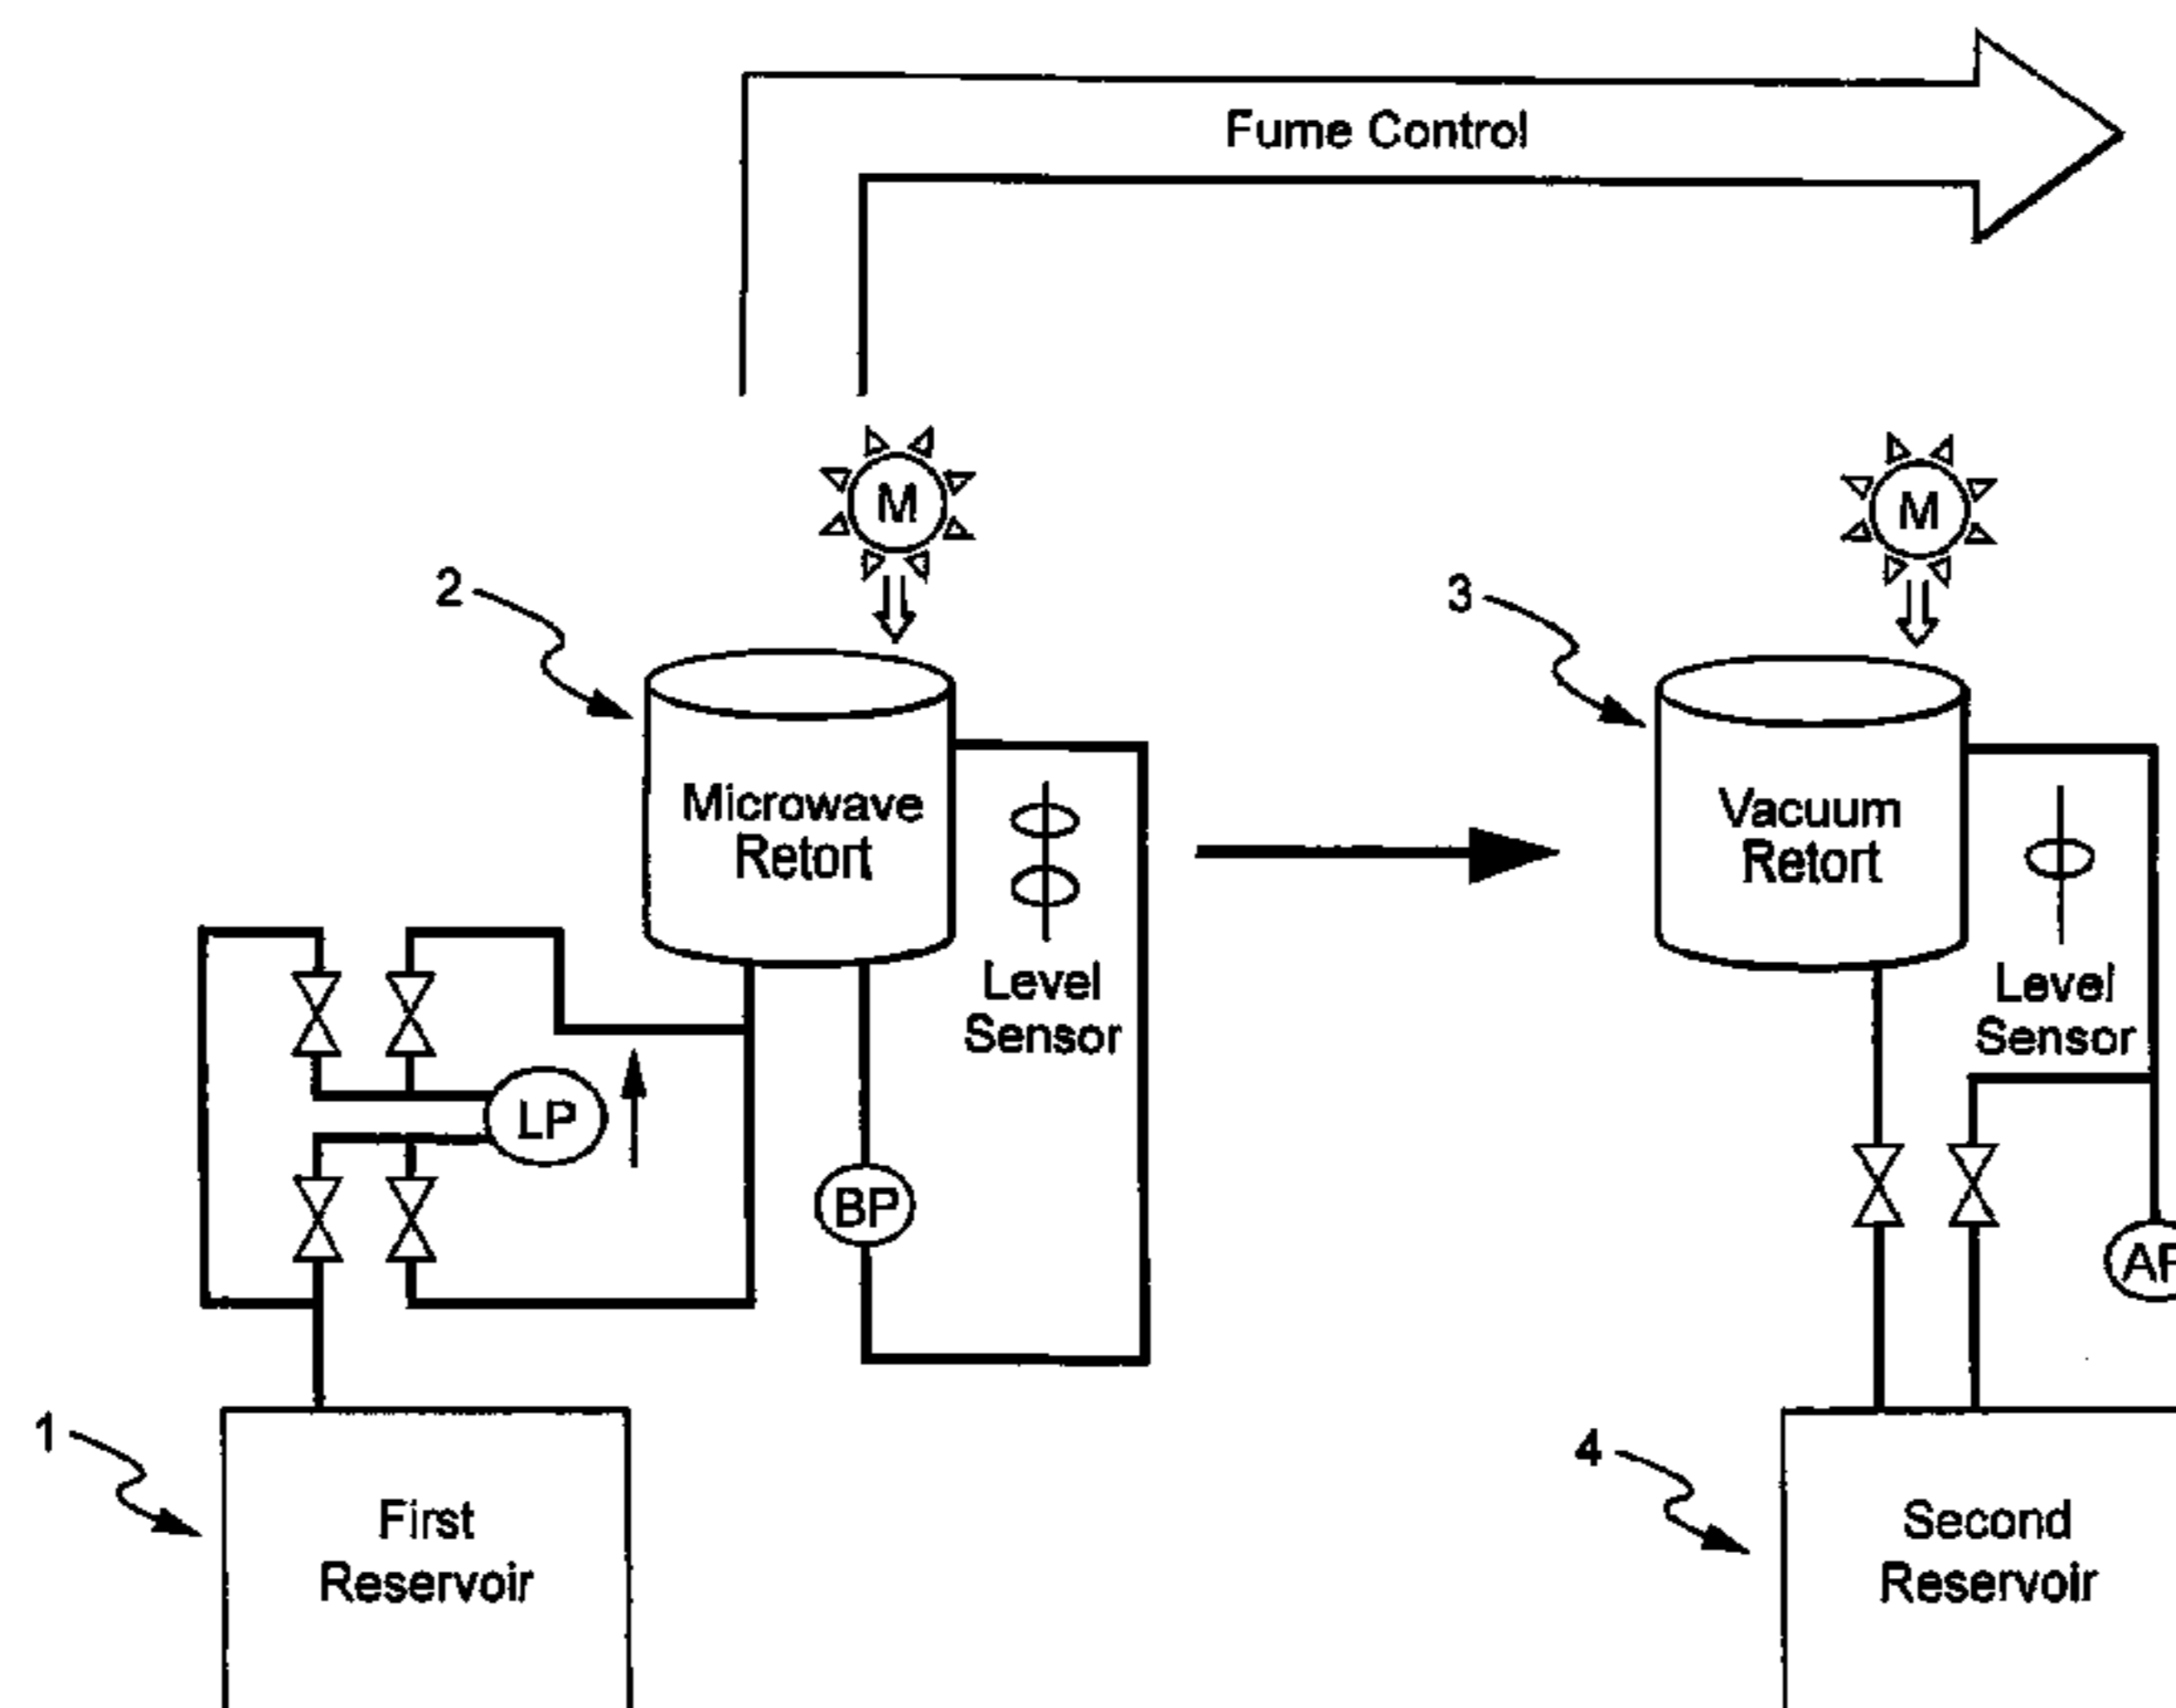 Fume Control
M
M
2
3
Microwave
Retort
Vacuum
Retort
Level
Sensor
Level
Sensor
LP
BP
1
4
First
Reservoir
Second
Reservoir